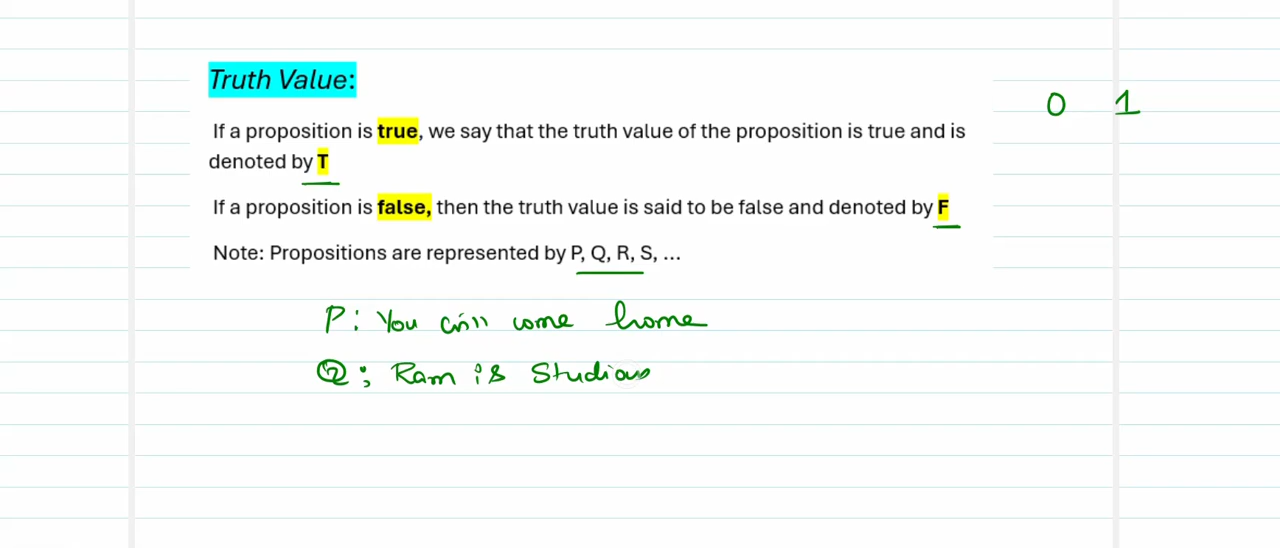 Truth Value:
0 1
If a proposition is true, we say that the truth value of the proposition is true and is
denoted by T
If a proposition is false, then the truth value is said to be false and denoted by F
Note: Propositions are represented by P, Q, R, S, ...
P: You will come home
Q: Ram is Studious